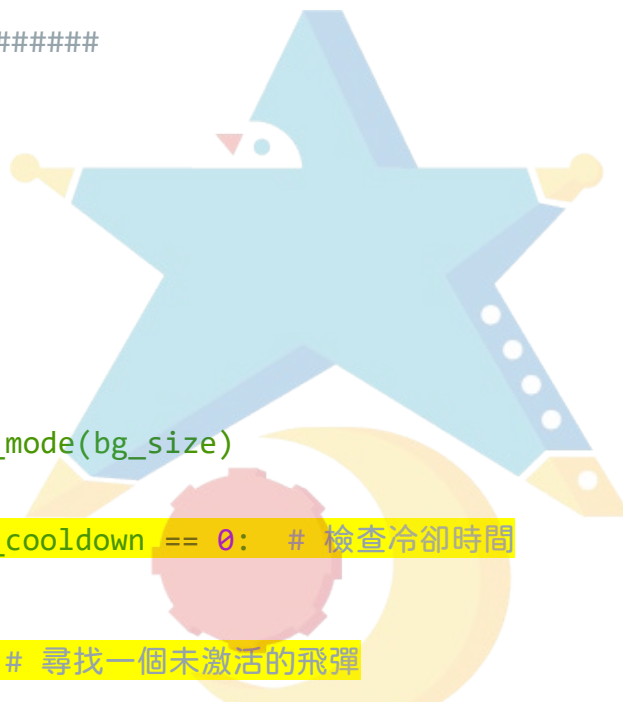 ######
_mode(bg_size)
_cooldown == 0:  # 檢查冷卻時間
# 尋找一個未激活的飛彈